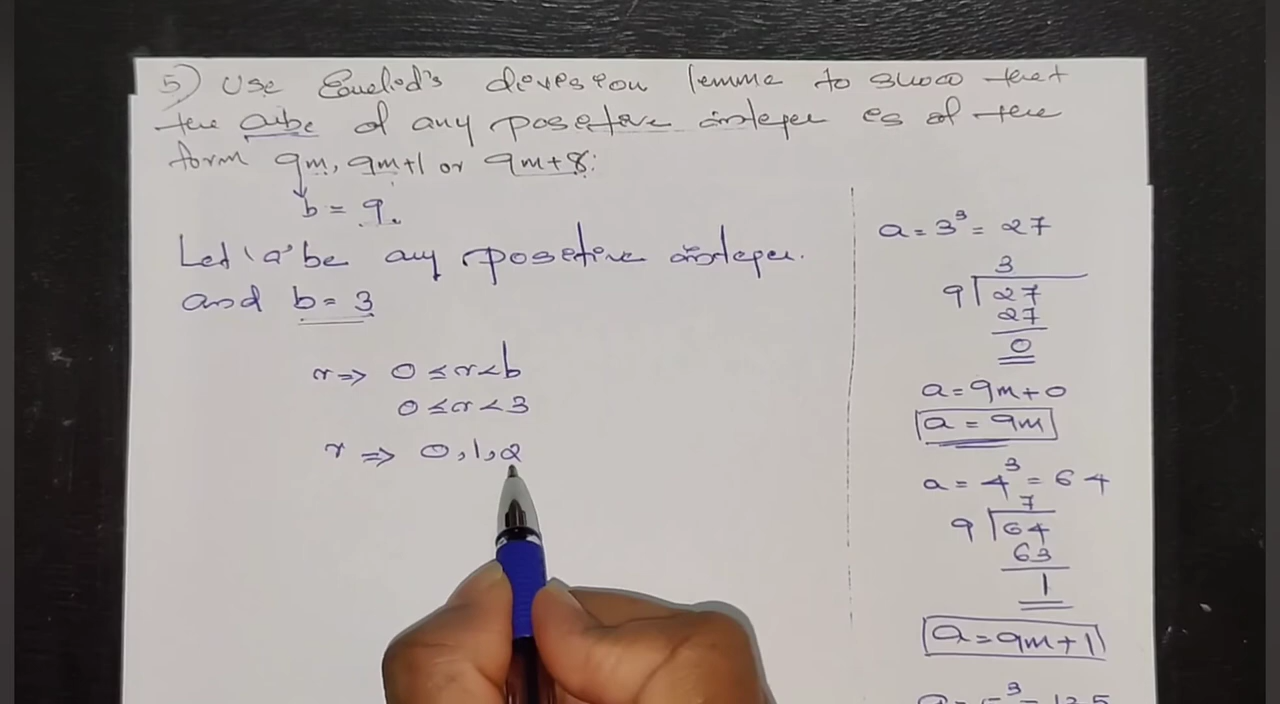 5) Use Euclid's division lemma to show that
the cube of any positive integer is of the
form 9m, 9m+1 or 9m+8.
b = 9.
Let 'a' be any positive integer.
and b = 3
r => 0 ≤ r < b
0 ≤ r < 3
r => 0, 1, 2
a = 3³ = 27
3
9 27
27
0
a = 9m + 0
a = 9m
a = 4³ = 64
7
9 64
63
1
a = 9m + 1
a = 5³ = 125